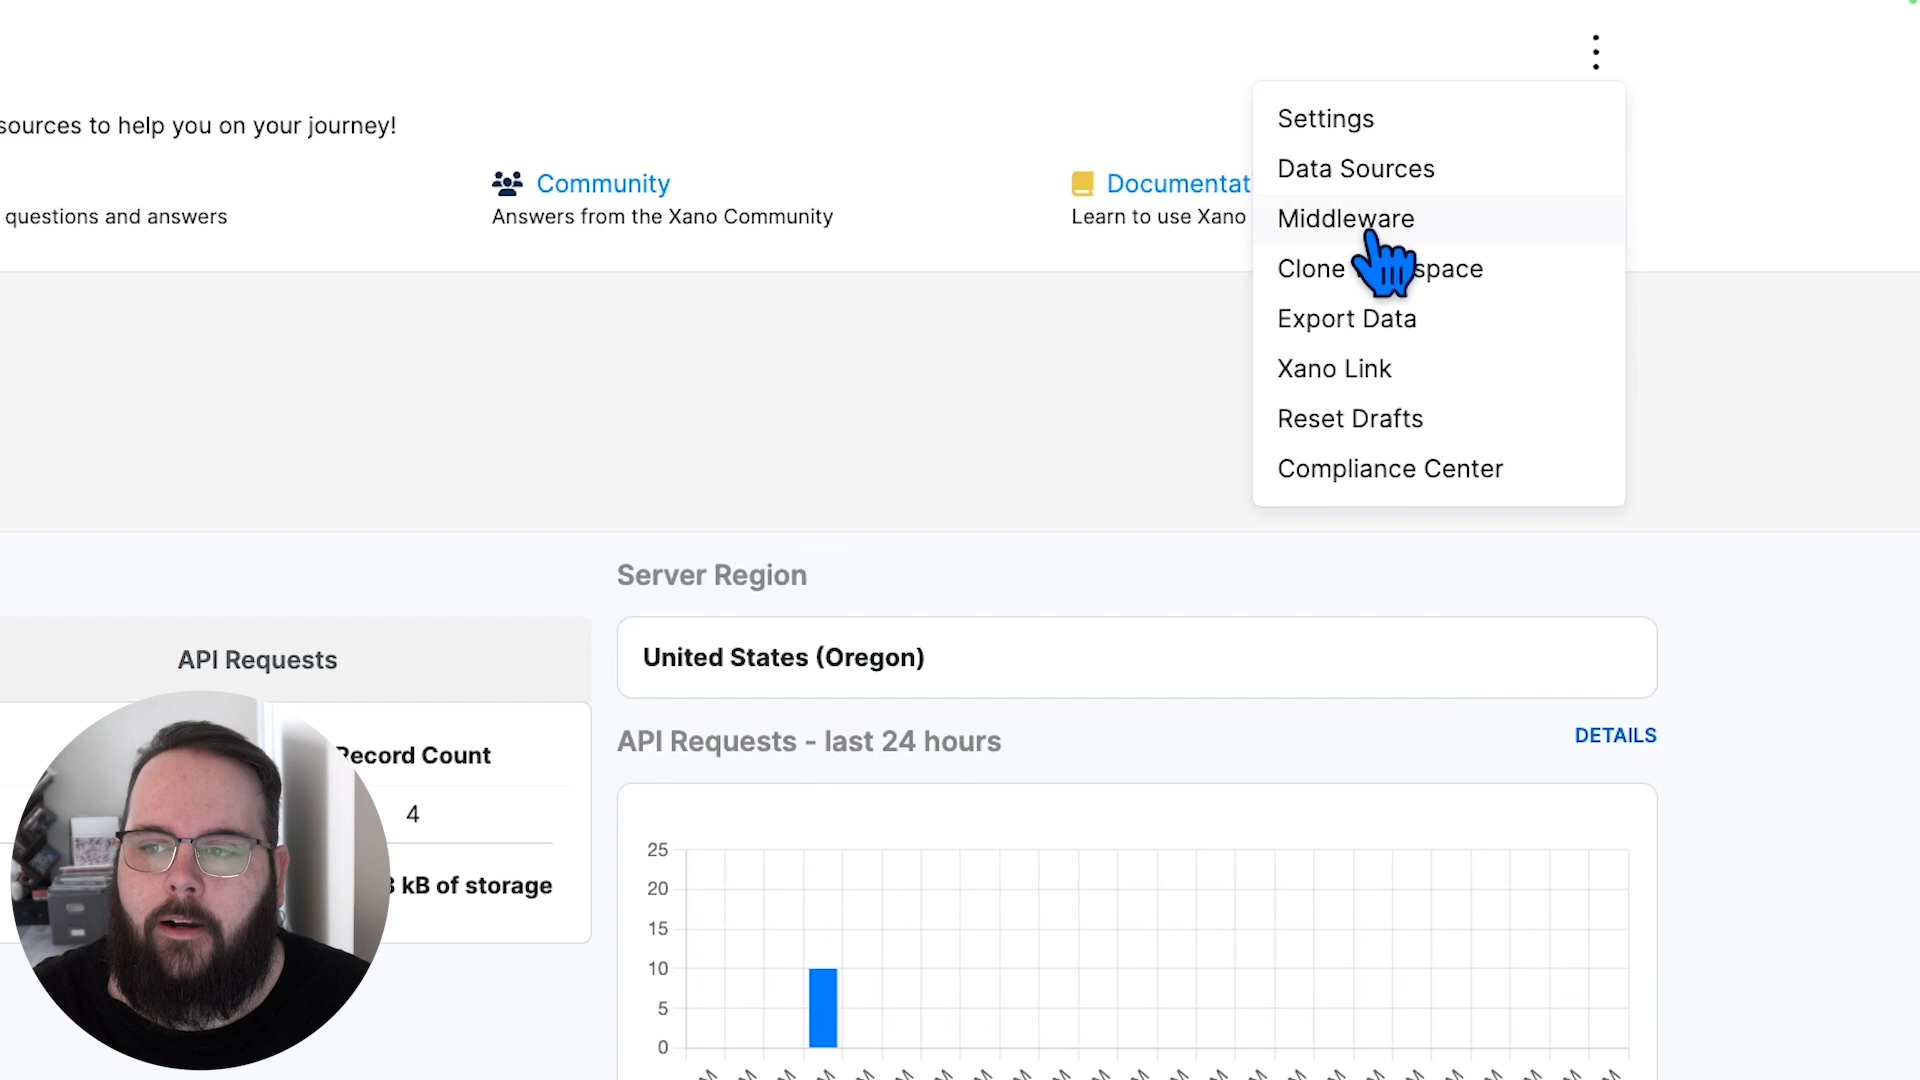 sources to help you on your journey!
questions and answers
Community
Answers from the Xano Community
Documentat
Learn to use Xano
Settings
Data Sources
Middleware
Clone space
Export Data
Xano Link
Reset Drafts
Compliance Center
Server Region
United States (Oregon)
API Requests
Record Count
4
kB of storage
API Requests - last 24 hours
DETAILS
25
20
15
10
5
0